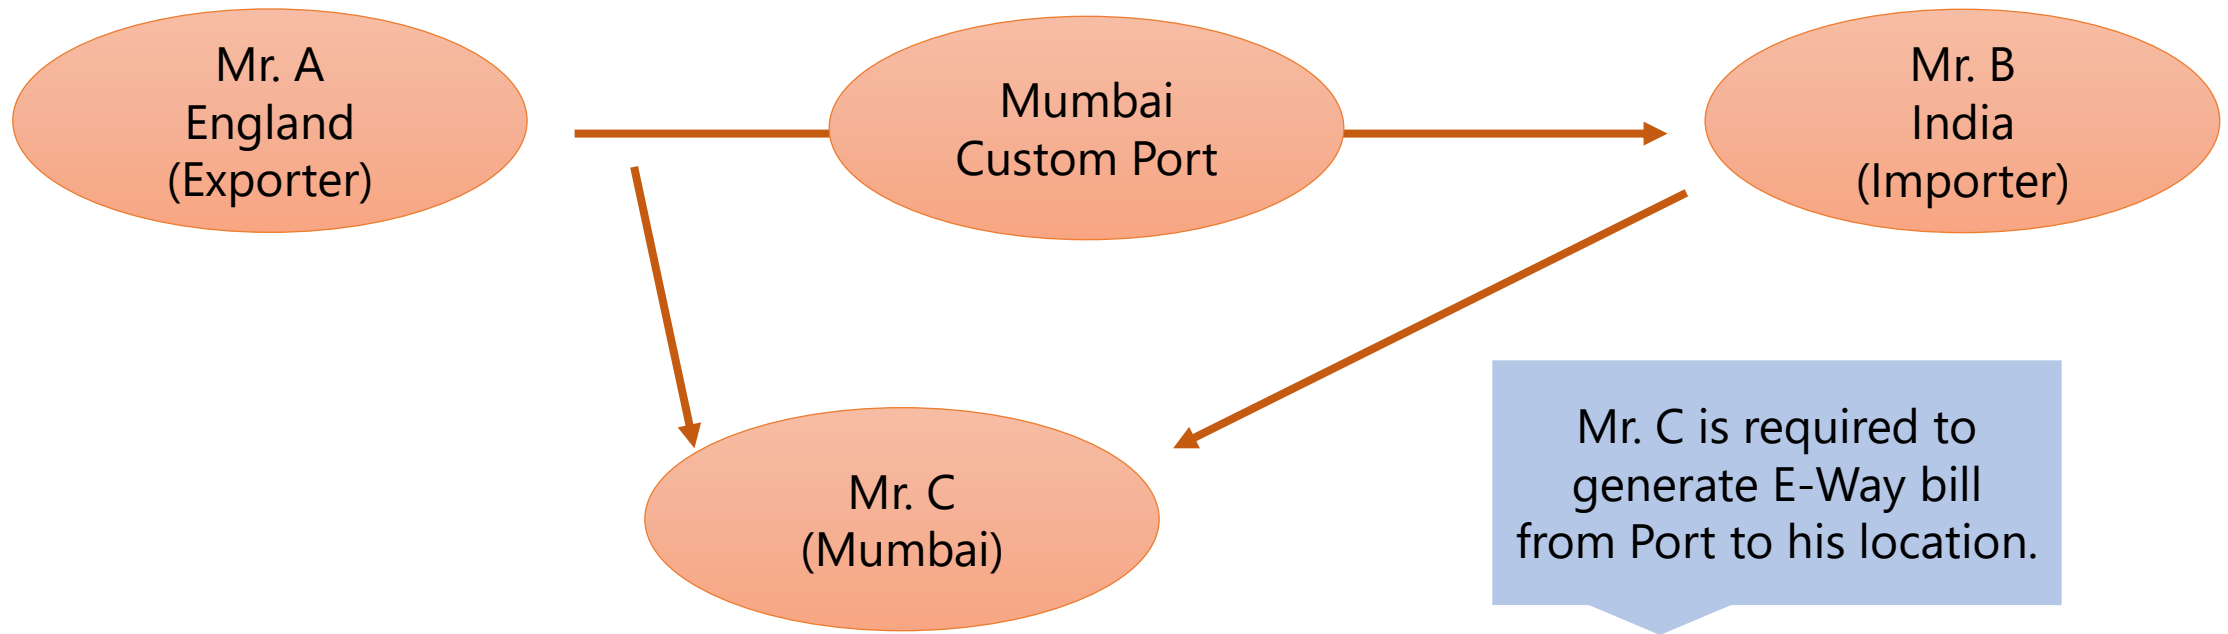 Mr. A
England
(Exporter)
Mumbai
Custom Port
Mr. B
India
(Importer)
Mr. C
(Mumbai)
Mr. C is required to
generate E-Way bill
from Port to his location.